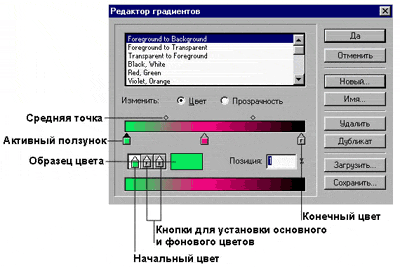 Редактор градиентов
Foreground to Background
Foreground to Transparent
Transparent to Foreground
Black, White
Red, Green
Violet, Orange
Да
Отменить
Новый...
Имя...
Удалить
Дубликат
Загрузить...
Сохранить...
Изменить:
Цвет
Прозрачность
Средняя точка
Активный ползунок
Образец цвета
Позиция:
%
Конечный цвет
Кнопки для установки основного
и фонового цветов
Начальный цвет